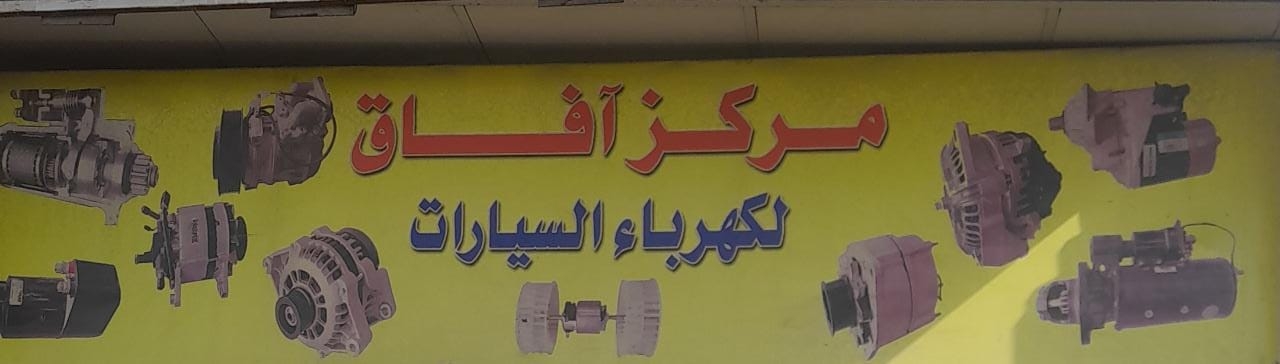 مركز آفاق
لكهرباء السيارات